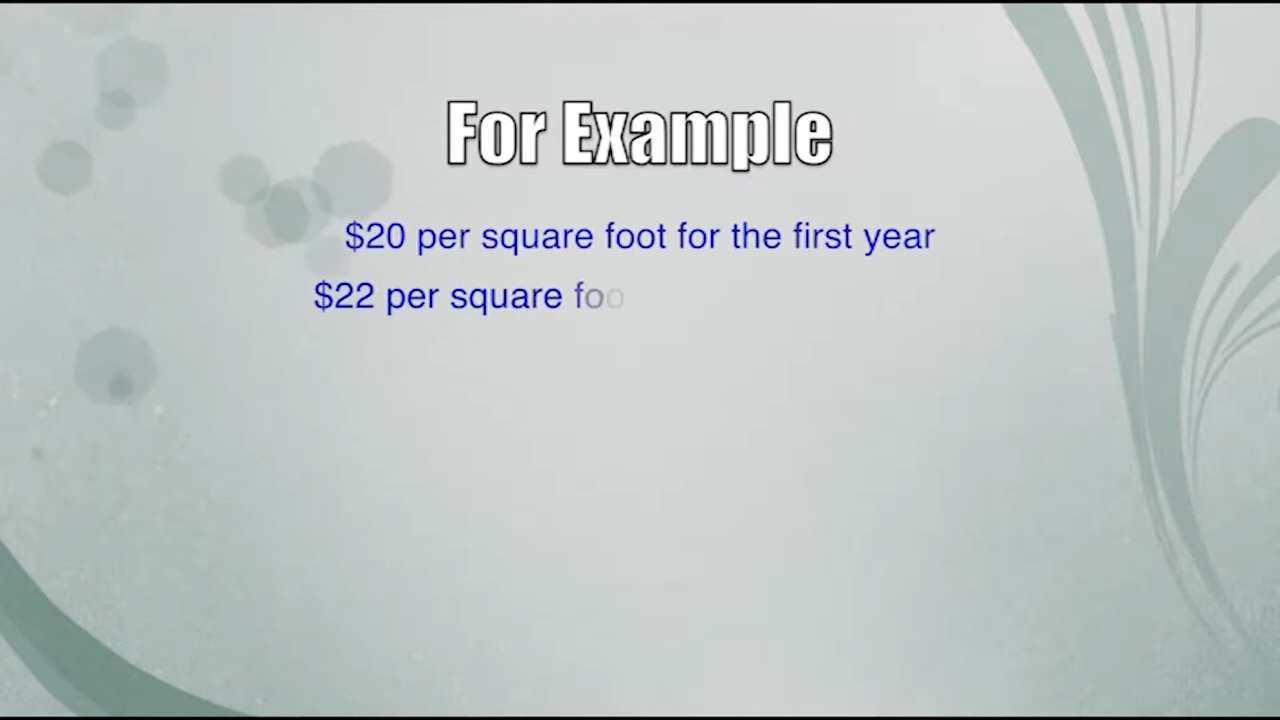 For Example
$20 per square foot for the first year
$22 per square foo